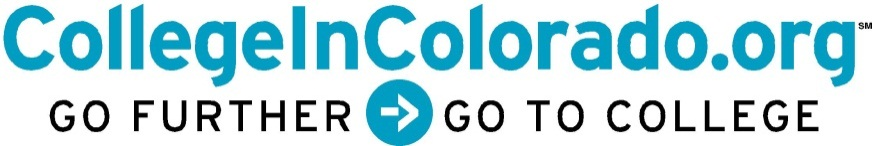 CollegeInColorado.org℠
GO FURTHER → GO TO COLLEGE